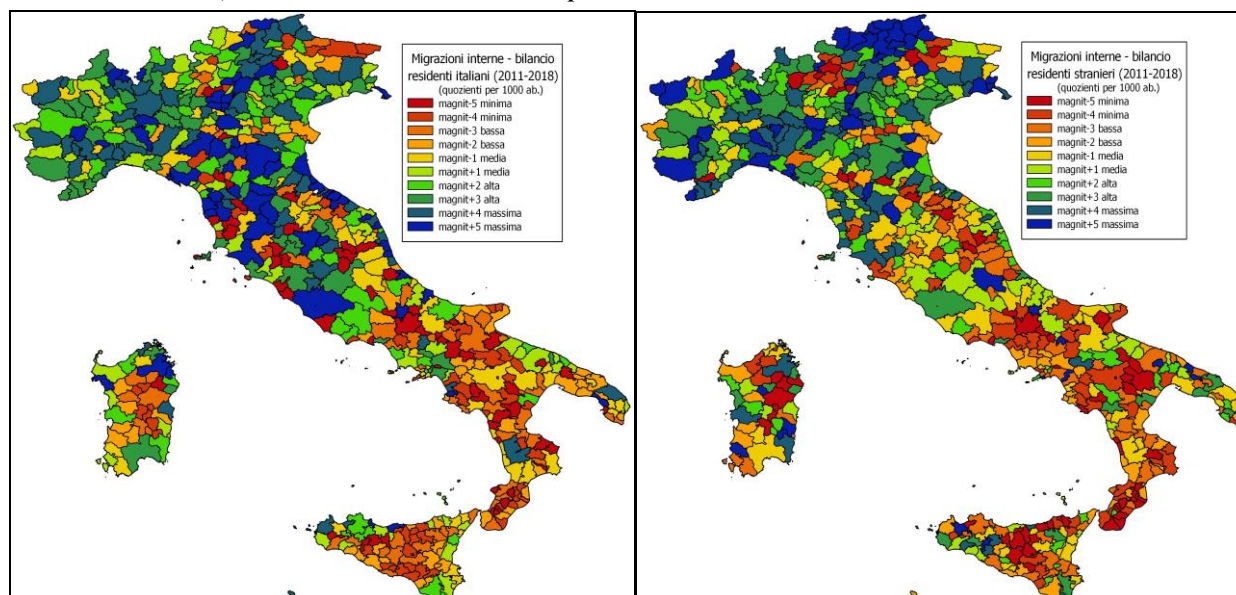 Migrazioni interne - bilancio
residenti italiani (2011-2018)
(quozienti per 1000 ab.)
magnit-5 minima
magnit-4 minima
magnit-3 bassa
magnit-2 bassa
magnit-1 media
magnit+1 media
magnit+2 alta
magnit+3 alta
magnit+4 massima
magnit+5 massima
Migrazioni interne - bilancio
residenti stranieri (2011-2018)
(quozienti per 1000 ab.)
magnit-5 minima
magnit-4 minima
magnit-3 bassa
magnit-2 bassa
magnit-1 media
magnit+1 media
magnit+2 alta
magnit+3 alta
magnit+4 massima
magnit+5 massima